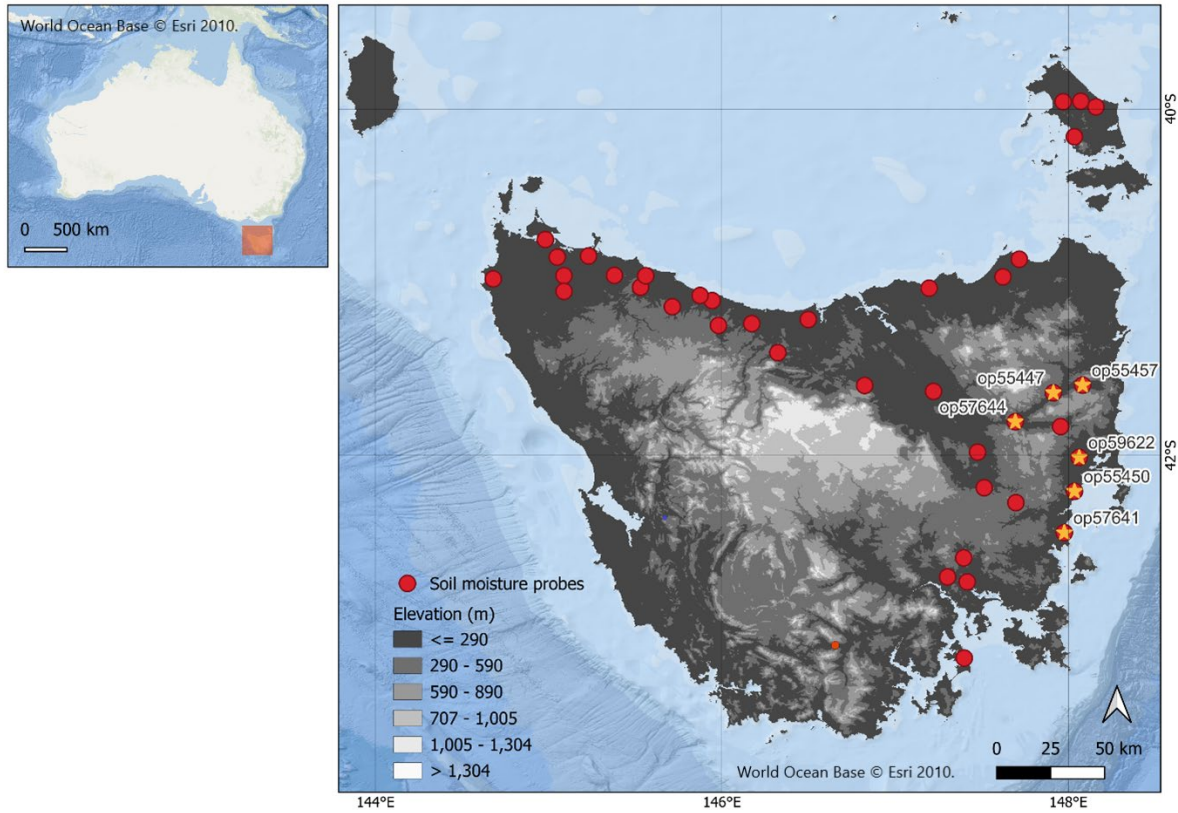 World Ocean Base © Esri 2010.
0 500 km
40°S
op55447
op55457
op57644
op59622
42°S
op55450
op57641
Soil moisture probes
Elevation (m)
<= 290
290 - 590
590 - 890
707 - 1,005
1,005 - 1,304
> 1,304
0 25 50 km
World Ocean Base © Esri 2010.
144°E 146°E 148°E